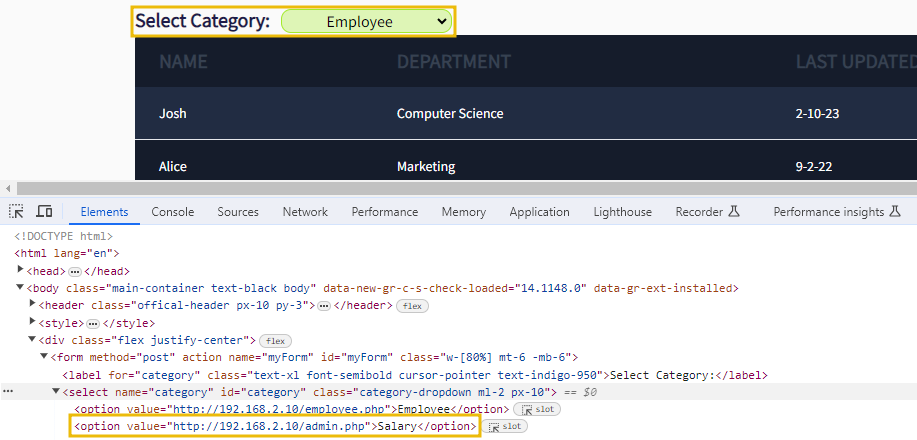 Select Category: Employee
NAME DEPARTMENT LAST UPDATED
Josh Computer Science 2-10-23
Alice Marketing 9-2-22
Elements Console Sources Network Performance Memory Application Lighthouse Recorder Performance insights
<!DOCTYPE html>
<html lang="en">
<head> ··· </head>
<body class="main-container text-black body" data-new-gr-c-s-check-loaded="14.1148.0" data-gr-ext-installed>
<header class="offical-header px-10 py-3"> ··· </header> flex
<style> ··· </style>
<div class="flex justify-center"> flex
<form method="post" action name="myForm" id="myForm" class="w-[80%] mt-6 -mb-6">
<label for="category" class="text-xl font-semibold cursor-pointer text-indigo-950">Select Category:</label>
··· <select name="category" id="category" class="category-dropdown ml-2 px-10"> == $0
<option value="http://192.168.2.10/employee.php">Employee</option> slot
<option value="http://192.168.2.10/admin.php">Salary</option> slot